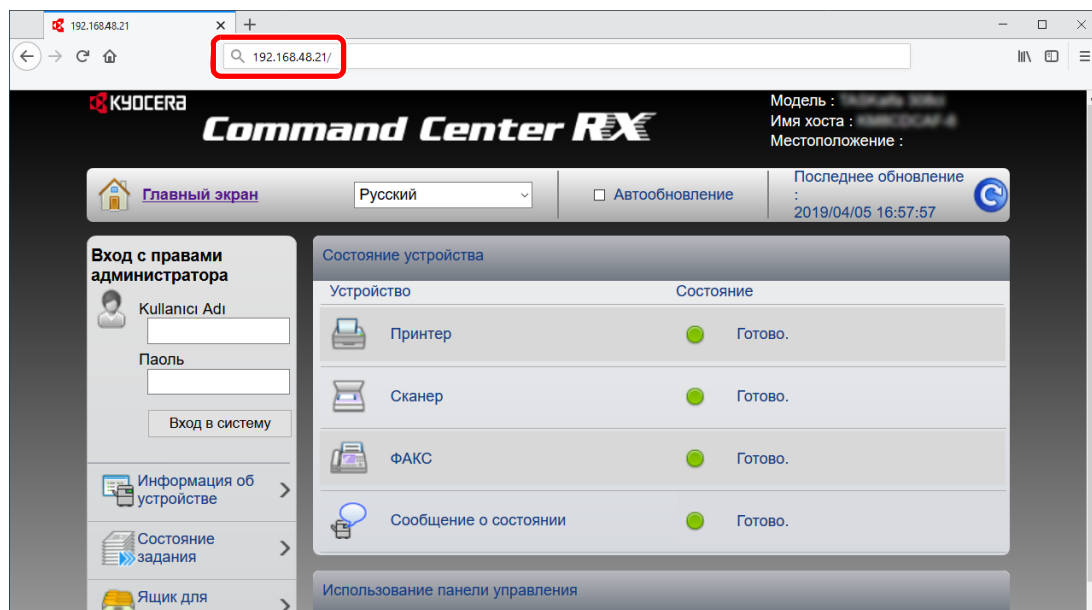 192.168.48.21
192.168.48.21/
KYOCERA
Command Center RX
Модель :
Имя хоста :
Местоположение :
Главный экран
Русский
Автообновление
Последнее обновление
:
2019/04/05 16:57:57
Вход с правами
администратора
Kullanıcı Adı
Паоль
Вход в систему
Информация об
устройстве
Состояние
задания
Ящик для
Состояние устройства
Устройство Состояние
Принтер Готово.
Сканер Готово.
ФАКС Готово.
Сообщение о состоянии Готово.
Использование панели управления